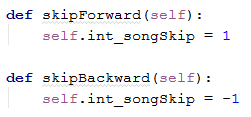 def skipForward(self):
    self.int_songSkip = 1
def skipBackward(self):
    self.int_songSkip = -1